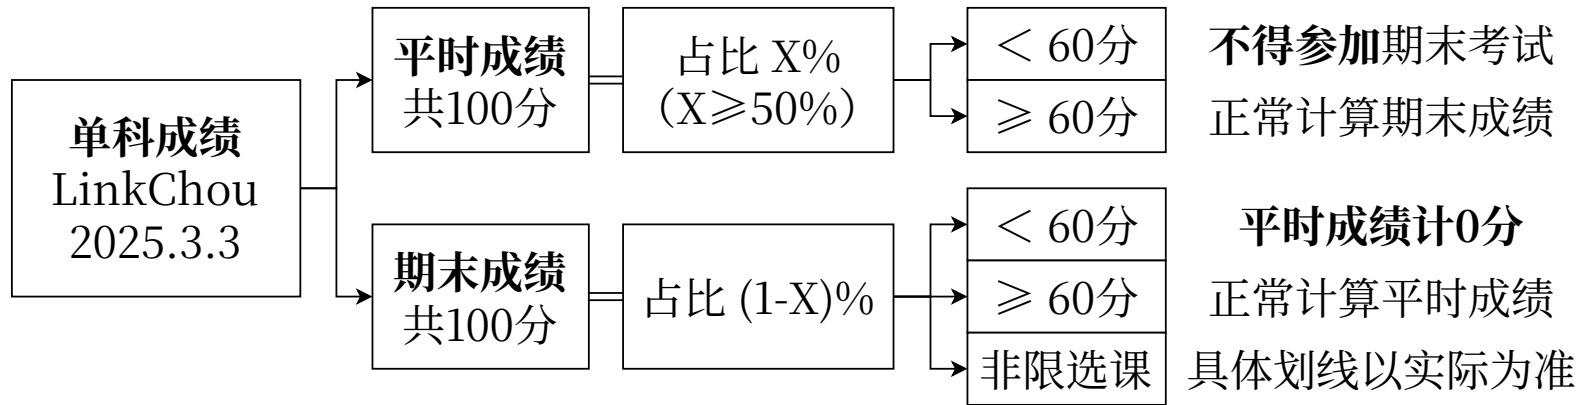 单科成绩
LinkChou
2025.3.3
平时成绩
共100分
占比 X%
（X⩾50%）
< 60分
不得参加期末考试
⩾ 60分
正常计算期末成绩
期末成绩
共100分
占比 (1-X)%
< 60分
平时成绩计0分
⩾ 60分
正常计算平时成绩
非限选课
具体划线以实际为准